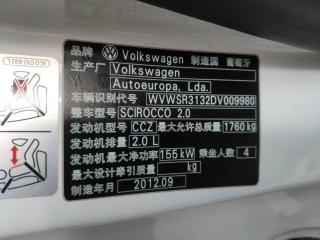 3C0010492
品牌 Volkswagen 制造国 葡萄牙
生产厂 Volkswagen
Autoeuropa, Lda.
车辆识别代号 WVWSR3132DV009980
整车型号 SCIROCCO 2.0
发动机型号 CCZ 最大允许总质量 1760 kg
发动机排量 2.0 L
发动机最大净功率 155 kW 乘坐人数 4
最大设计牵引质量 kg
制造年月 2012.09